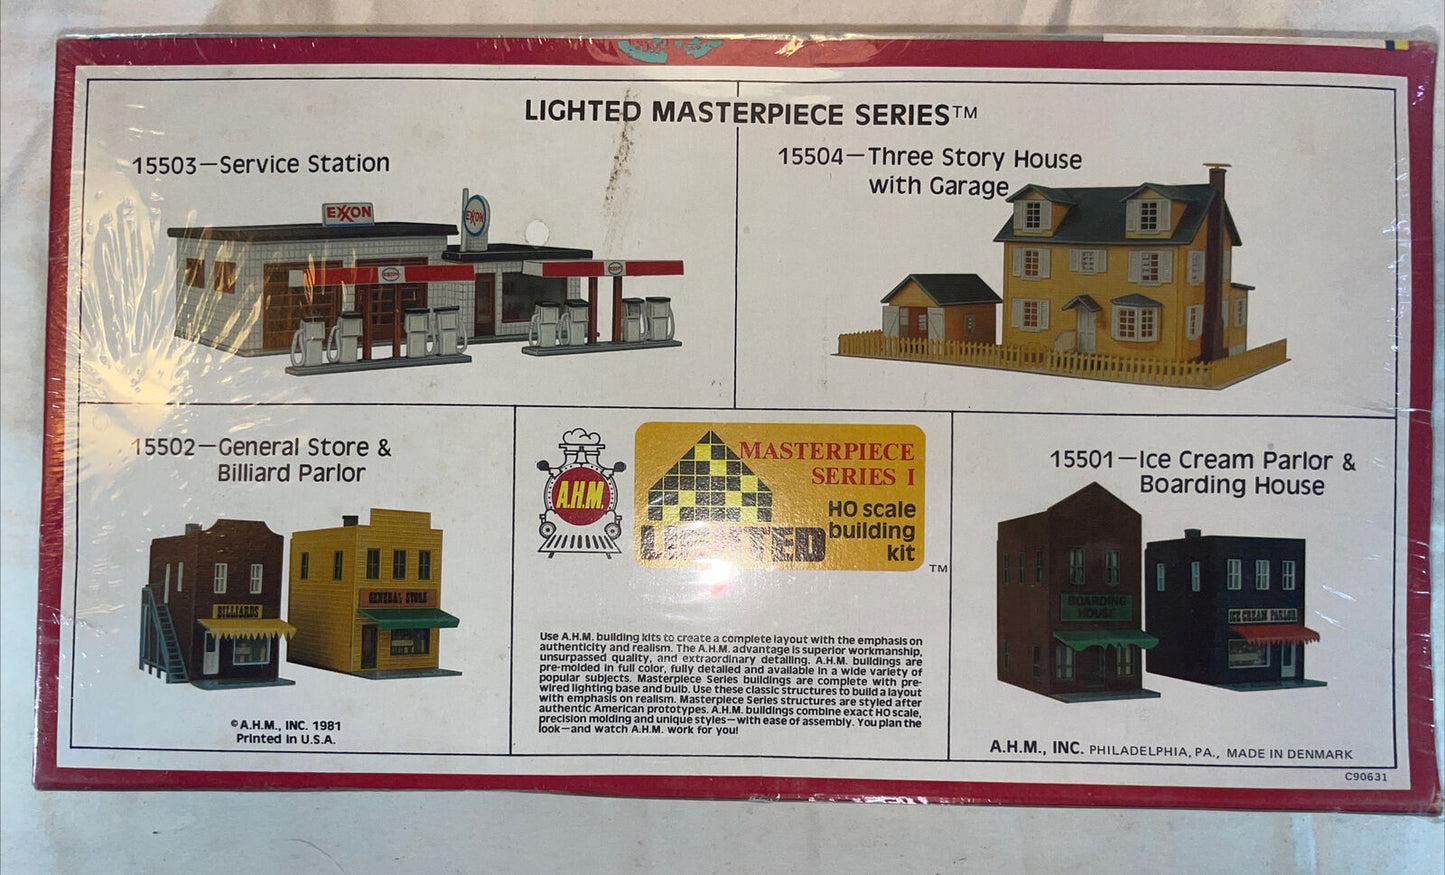 LIGHTED MASTERPIECE SERIES™
15503—Service Station
EXXON
EXXON
EXXON
15504—Three Story House
with Garage
15502—General Store &
Billiard Parlor
BILLIARDS
GENERAL STORE
© A.H.M., INC. 1981
Printed in U.S.A.
A.H.M.
MASTERPIECE
SERIES I
LIGHTED
HO scale
building
kit
TM
Use A.H.M. building kits to create a complete layout with the emphasis on
authenticity and realism. The A.H.M. advantage is superior workmanship,
unsurpassed quality, and extraordinary detailing. A.H.M. buildings are
pre-molded in full color, fully detailed and available in a wide variety of
popular subjects. Masterpiece Series buildings are complete with pre-
wired lighting base and bulb. Use these classic structures to build a layout
with emphasis on realism. Masterpiece Series structures are styled after
authentic American prototypes. A.H.M. buildings combine exact HO scale,
precision molding and unique styles—with ease of assembly. You plan the
look—and watch A.H.M. work for you!
15501—Ice Cream Parlor &
Boarding House
BOARDING
HOUSE
ICE CREAM PARLOR
A.H.M., INC. PHILADELPHIA, PA., MADE IN DENMARK
C90631